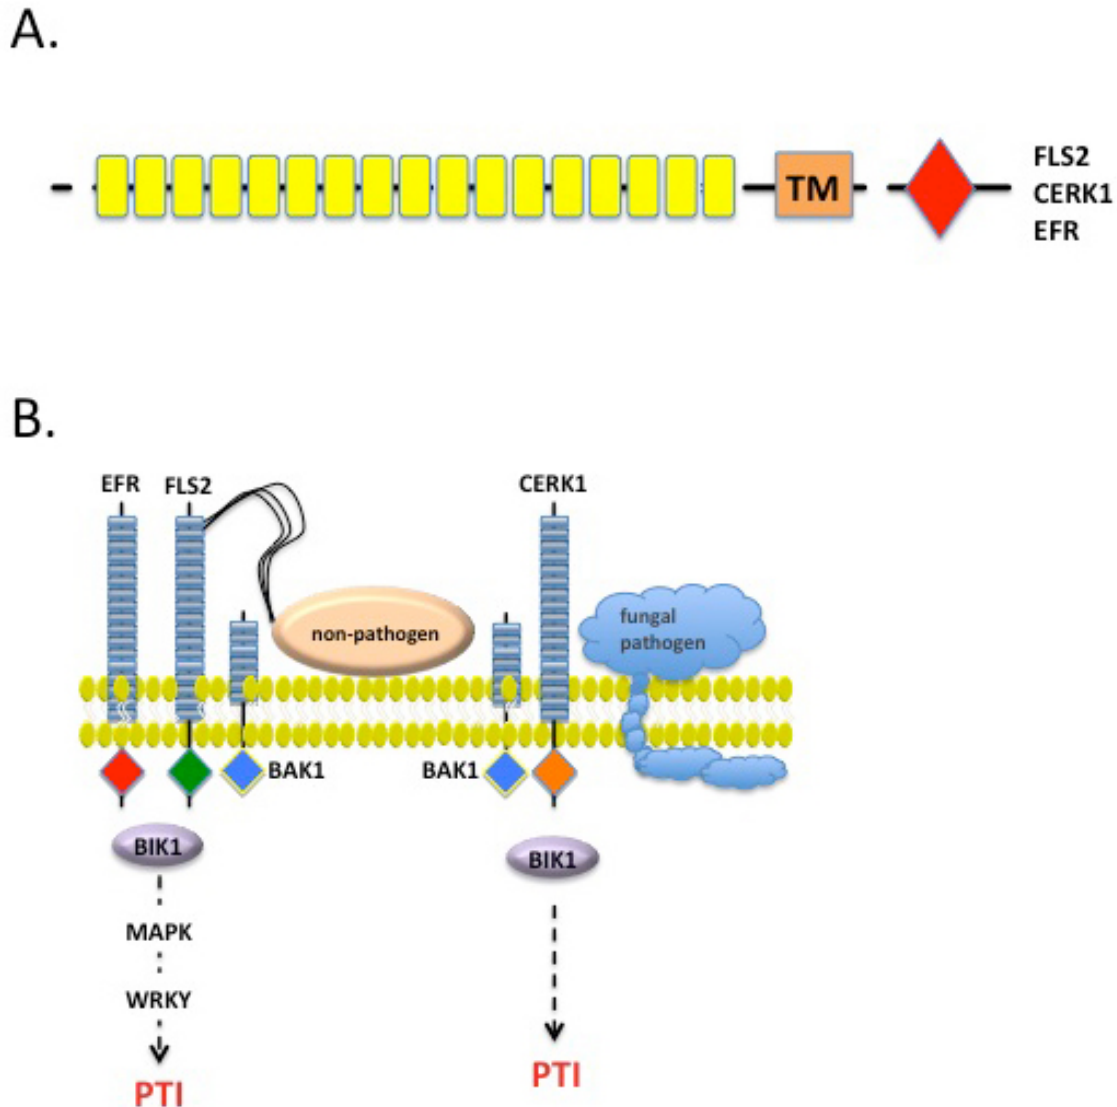 A.
TM
FLS2
CERK1
EFR
B.
EFR FLS2 CERK1
non-pathogen
fungal
pathogen
BAK1 BAK1
BIK1 BIK1
MAPK
WRKY
PTI PTI